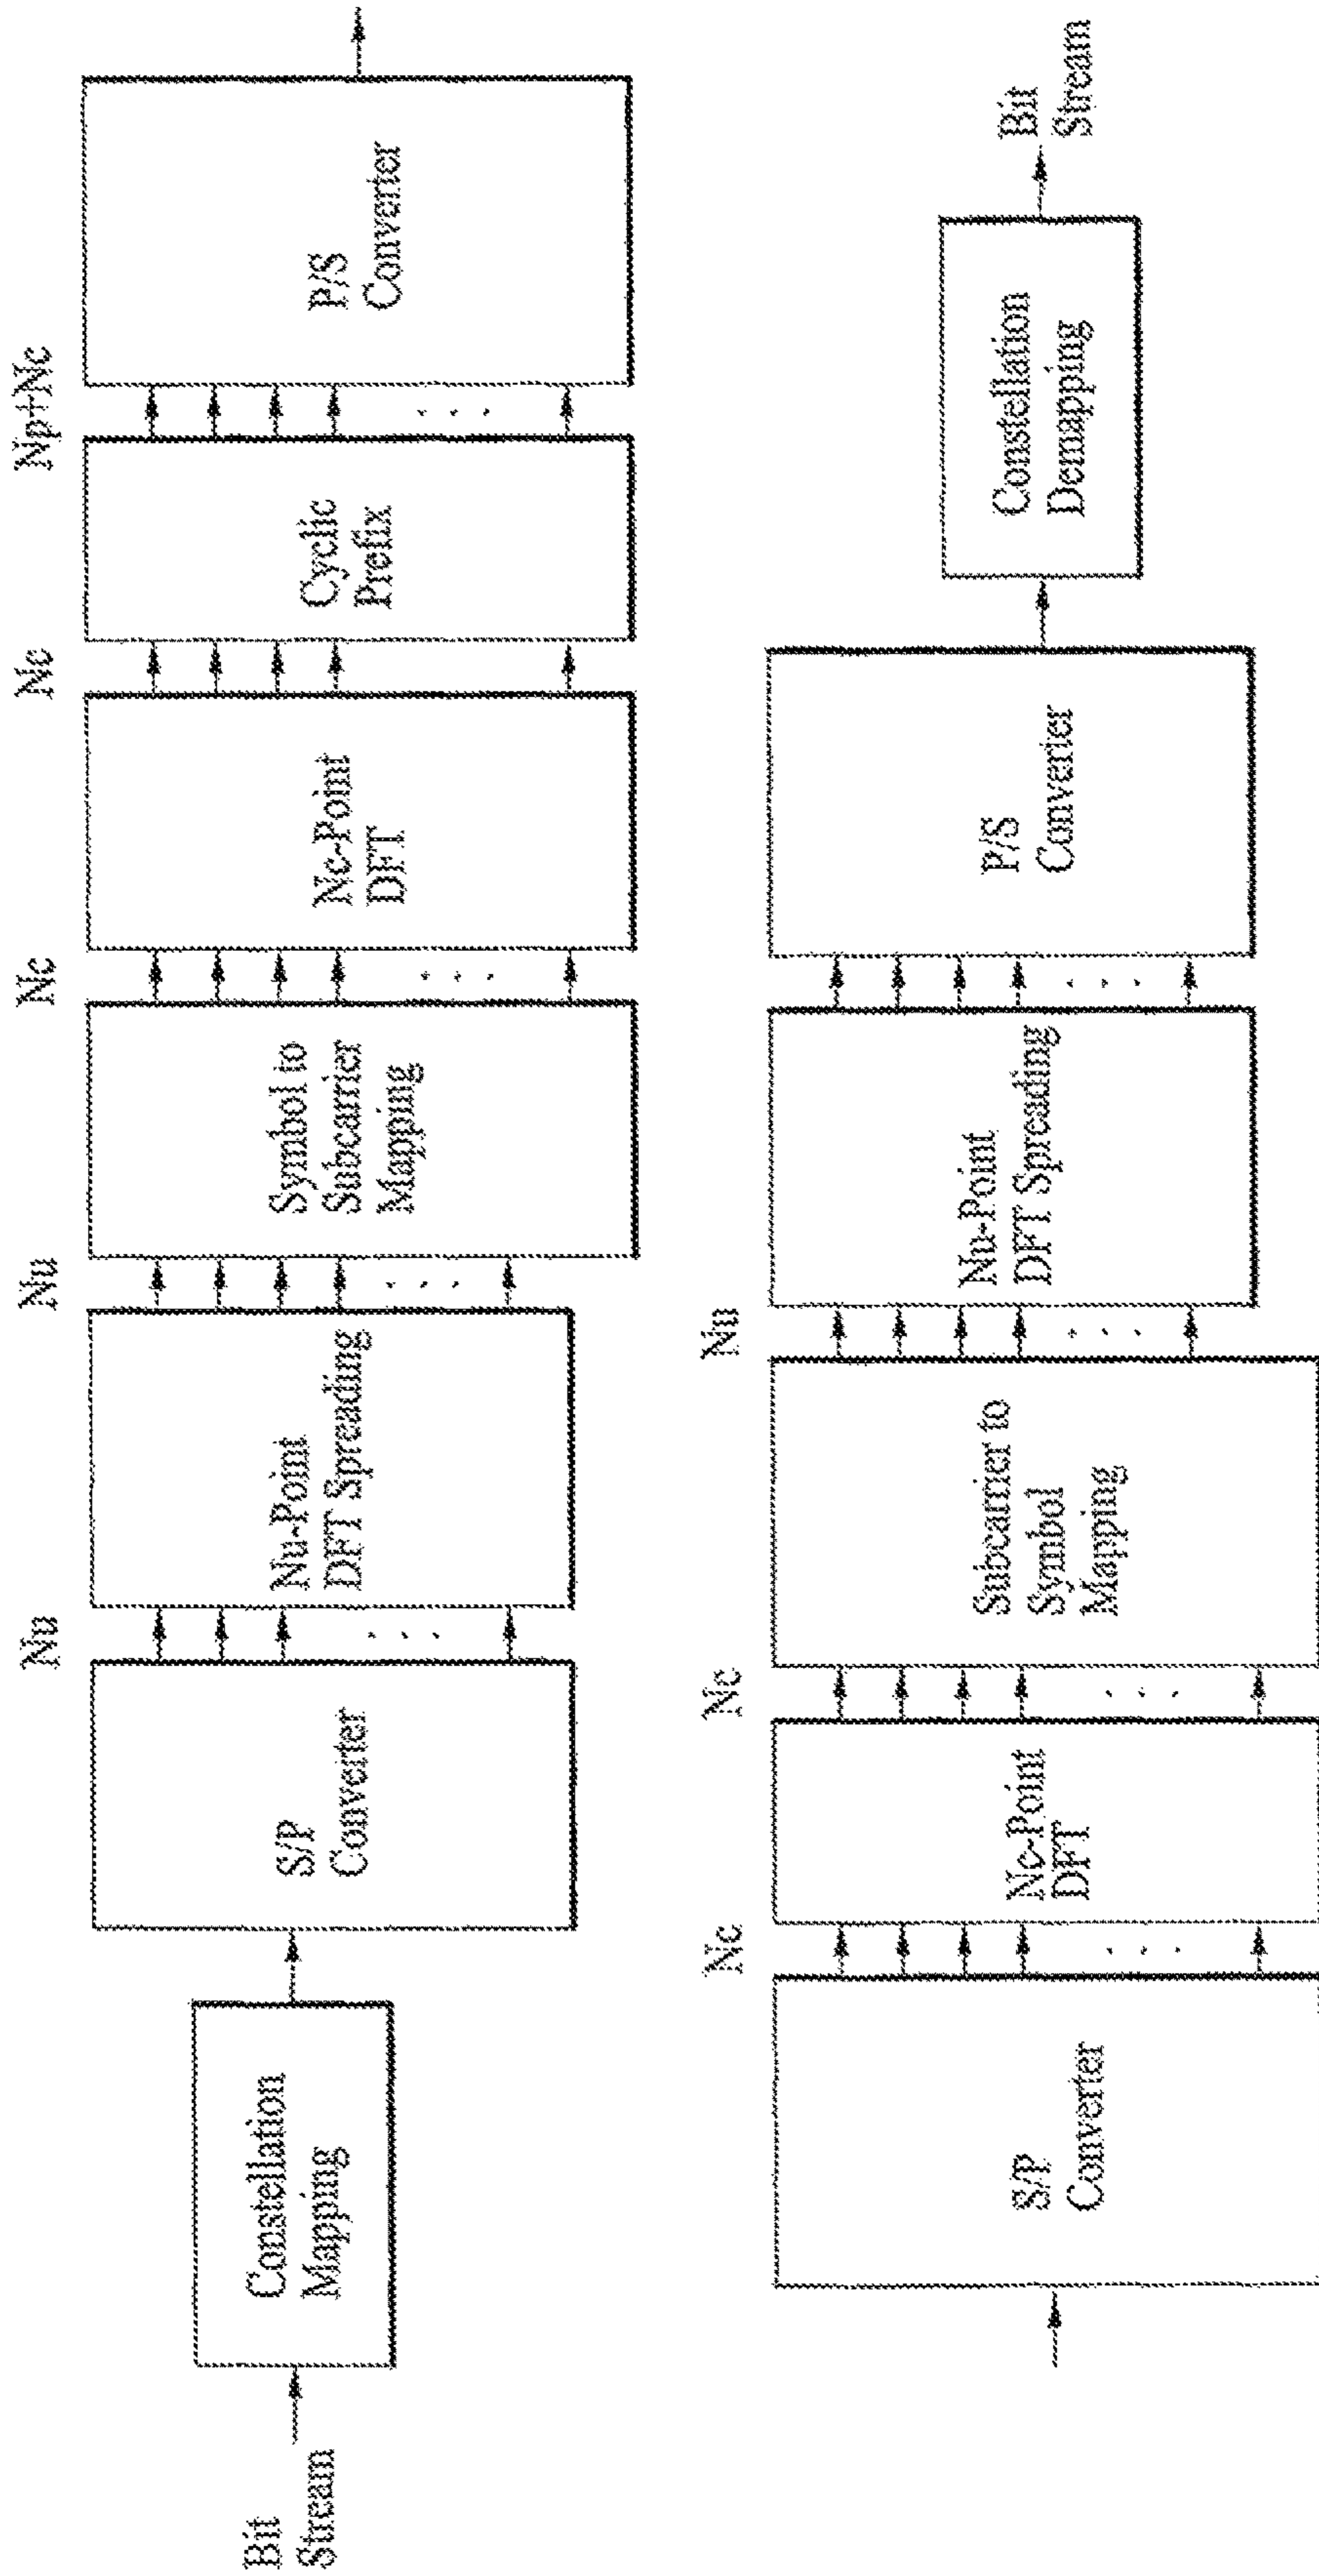 Bit
Stream
Constellation
Mapping
S/P
Converter
Nu
Nu-Point
DFT Spreading
Nu
Symbol to
Subcarrier
Mapping
Nc
Nc-Point
DFT
Nc
Cyclic
Prefix
Np+Nc
P/S
Converter
S/P
Converter
Nc
Nc-Point
DFT
Nc
Subcarrier to
Symbol
Mapping
Nu
Nu-Point
DFT Spreading
P/S
Converter
Constellation
Demapping
Bit
Stream